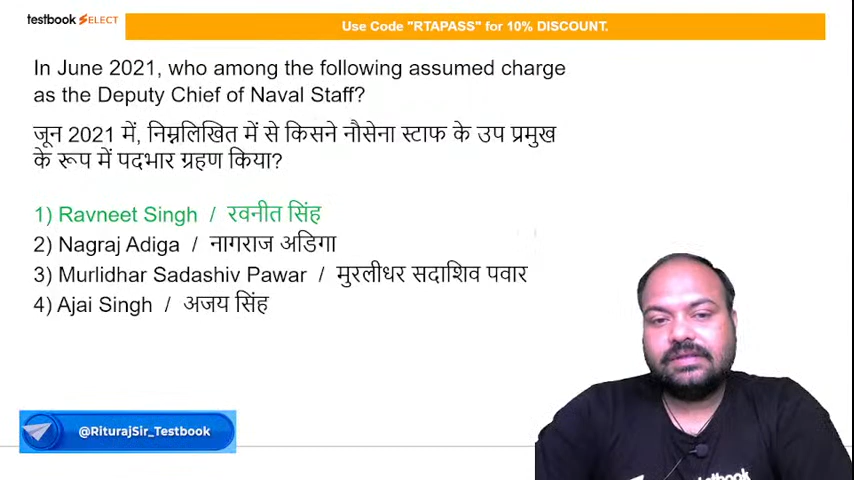 testbook SELECT
Use Code "RTAPASS" for 10% DISCOUNT.
In June 2021, who among the following assumed charge
as the Deputy Chief of Naval Staff?
जून 2021 में, निम्नलिखित में से किसने नौसेना स्टाफ के उप प्रमुख
के रूप में पदभार ग्रहण किया?
1) Ravneet Singh / रवनीत सिंह
2) Nagraj Adiga / नागराज अडिगा
3) Murlidhar Sadashiv Pawar / मुरलीधर सदाशिव पवार
4) Ajai Singh / अजय सिंह
@RiturajSir_Testbook
testbook